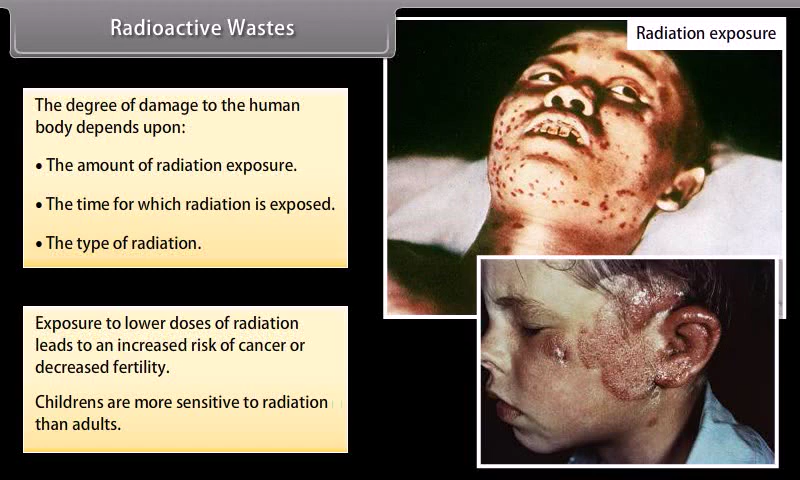 Radioactive Wastes
Radiation exposure
The degree of damage to the human
body depends upon:
• The amount of radiation exposure.
• The time for which radiation is exposed.
• The type of radiation.
Exposure to lower doses of radiation
leads to an increased risk of cancer or
decreased fertility.
Childrens are more sensitive to radiation
than adults.